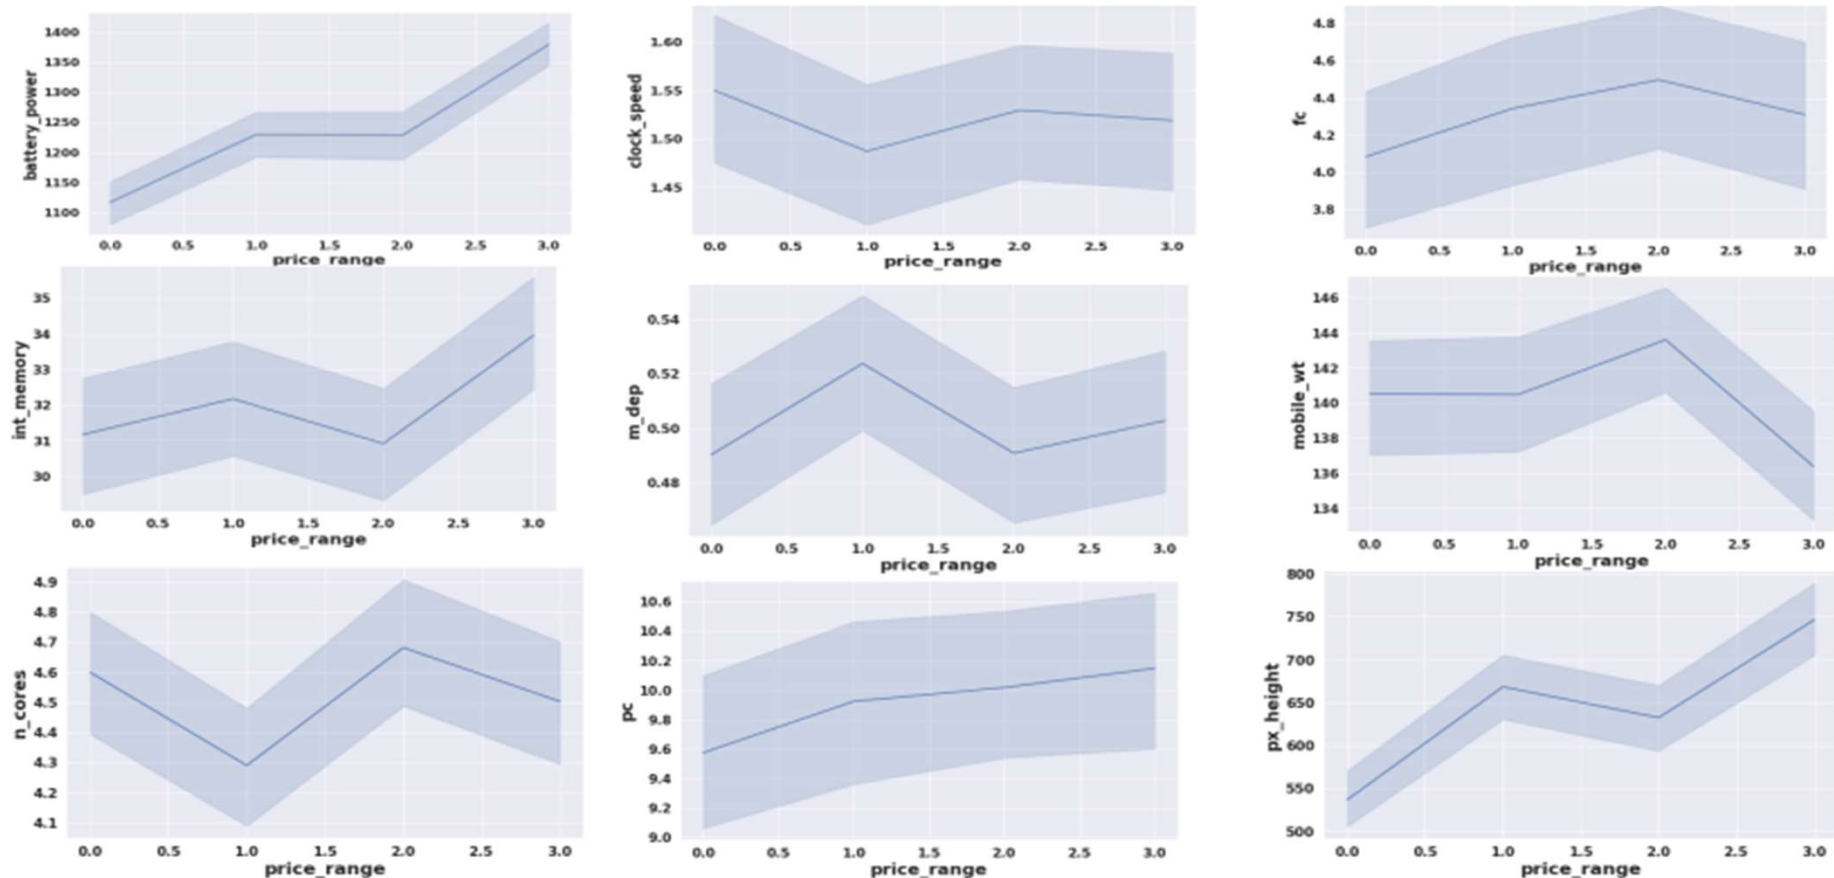 battery_power
1400
1350
1300
1250
1200
1150
1100
0.0 0.5 1.0 1.5 2.0 2.5 3.0
price_range
clock_speed
1.60
1.55
1.50
1.45
0.0 0.5 1.0 1.5 2.0 2.5 3.0
price_range
fc
4.8
4.6
4.4
4.2
4.0
3.8
0.0 0.5 1.0 1.5 2.0 2.5 3.0
price_range
int_memory
35
34
33
32
31
30
0.0 0.5 1.0 1.5 2.0 2.5 3.0
price_range
m_dep
0.54
0.52
0.50
0.48
0.0 0.5 1.0 1.5 2.0 2.5 3.0
price_range
mobile_wt
146
144
142
140
138
136
134
0.0 0.5 1.0 1.5 2.0 2.5 3.0
price_range
n_cores
4.9
4.8
4.7
4.6
4.5
4.4
4.3
4.2
4.1
0.0 0.5 1.0 1.5 2.0 2.5 3.0
price_range
pc
10.6
10.4
10.2
10.0
9.8
9.6
9.4
9.2
9.0
0.0 0.5 1.0 1.5 2.0 2.5 3.0
price_range
px_height
800
750
700
650
600
550
500
0.0 0.5 1.0 1.5 2.0 2.5 3.0
price_range